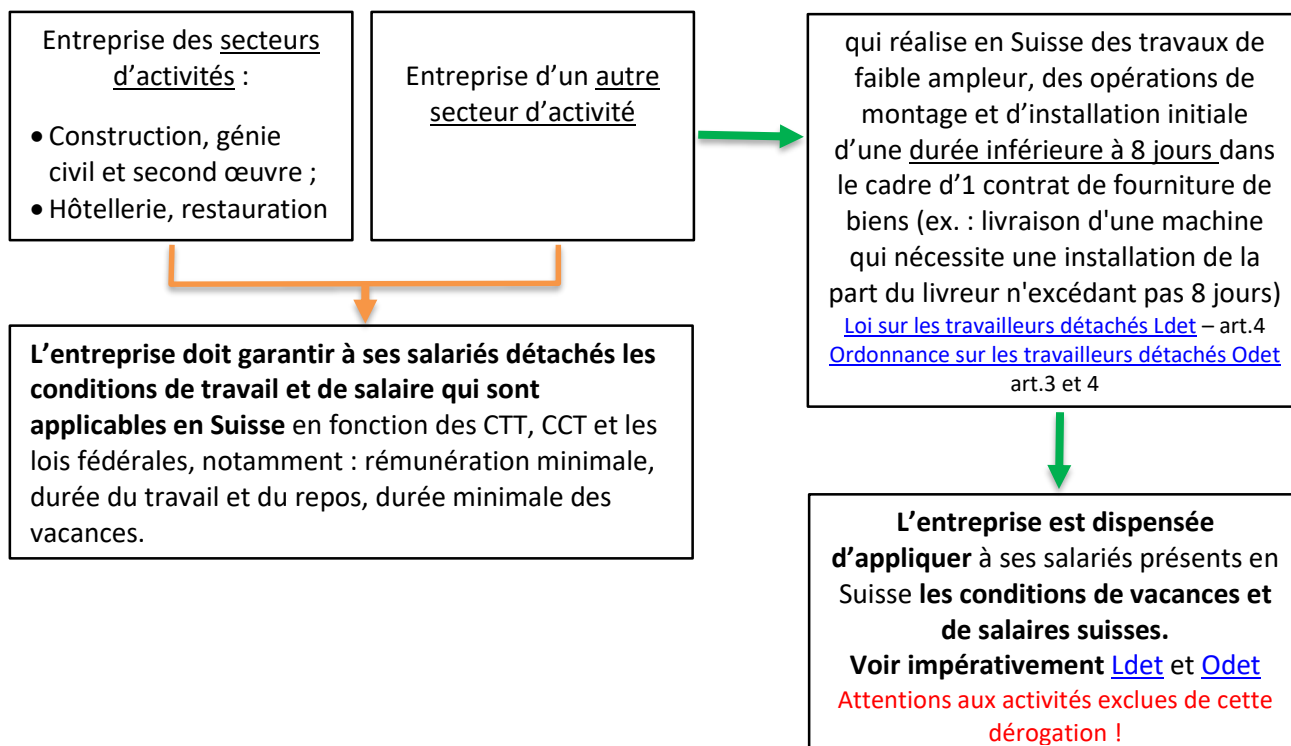 Entreprise des secteurs
d’activités :
• Construction, génie
civil et second œuvre ;
• Hôtellerie, restauration
Entreprise d’un autre
secteur d’activité
qui réalise en Suisse des travaux de
faible ampleur, des opérations de
montage et d’installation initiale
d’une durée inférieure à 8 jours dans
le cadre d’1 contrat de fourniture de
biens (ex. : livraison d'une machine
qui nécessite une installation de la
part du livreur n'excédant pas 8 jours)
Loi sur les travailleurs détachés Ldet – art.4
Ordonnance sur les travailleurs détachés Odet
art.3 et 4
L’entreprise doit garantir à ses salariés détachés les
conditions de travail et de salaire qui sont
applicables en Suisse en fonction des CTT, CCT et les
lois fédérales, notamment : rémunération minimale,
durée du travail et du repos, durée minimale des
vacances.
L’entreprise est dispensée
d’appliquer à ses salariés présents en
Suisse les conditions de vacances et
de salaires suisses.
Voir impérativement Ldet et Odet
Attentions aux activités exclues de cette
dérogation !